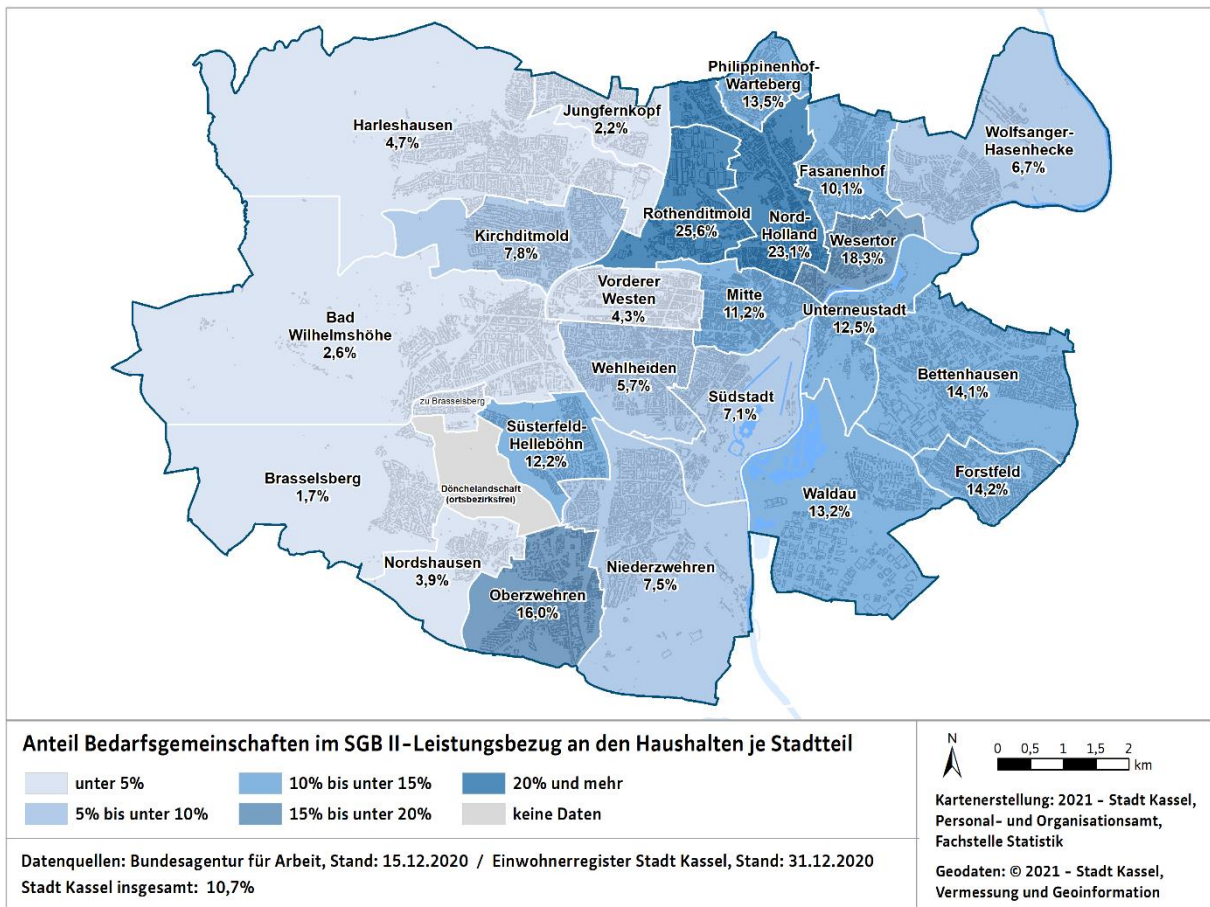 Philippinenhof-
Warteberg
13,5%
Jungfernkopf
2,2%
Harleshausen
4,7%
Wolfsanger-
Hasenhecke
6,7%
Fasanenhof
10,1%
Rothenditmold
25,6%
Nord-
Holland
23,1%
Wesertor
18,3%
Kirchditmold
7,8%
Vorderer
Westen
4,3%
Mitte
11,2%
Unterneustadt
12,5%
Bad
Wilhelmshöhe
2,6%
Wehlheiden
5,7%
Bettenhausen
14,1%
Südstadt
7,1%
zu Brasselsberg
Süsterfeld-
Helleböhn
12,2%
Brasselsberg
1,7%
Dönchelandschaft
(ortsbezirksfrei)
Forstfeld
14,2%
Waldau
13,2%
Nordshausen
3,9%
Niederzwehren
7,5%
Oberzwehren
16,0%
Anteil Bedarfsgemeinschaften im SGB II-Leistungsbezug an den Haushalten je Stadtteil
unter 5%
10% bis unter 15%
20% und mehr
5% bis unter 10%
15% bis unter 20%
keine Daten
Datenquellen: Bundesagentur für Arbeit, Stand: 15.12.2020 / Einwohnerregister Stadt Kassel, Stand: 31.12.2020
Stadt Kassel insgesamt: 10,7%
N
0 0,5 1 1,5 2
km
Kartenerstellung: 2021 - Stadt Kassel,
Personal- und Organisationsamt,
Fachstelle Statistik
Geodaten: © 2021 - Stadt Kassel,
Vermessung und Geoinformation